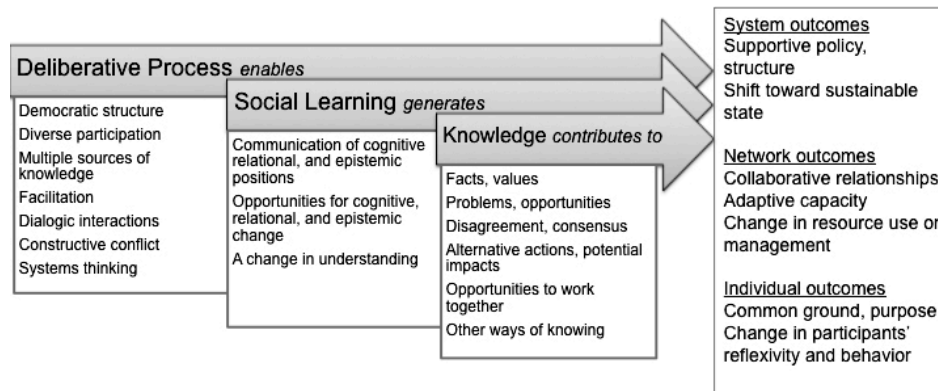 Deliberative Process enables
Democratic structure
Diverse participation
Multiple sources of
knowledge
Facilitation
Dialogic interactions
Constructive conflict
Systems thinking
Social Learning generates
Communication of cognitive
relational, and epistemic
positions
Opportunities for cognitive,
relational, and epistemic
change
A change in understanding
Knowledge contributes to
Facts, values
Problems, opportunities
Disagreement, consensus
Alternative actions, potential
impacts
Opportunities to work
together
Other ways of knowing
System outcomes
Supportive policy,
structure
Shift toward sustainable
state
Network outcomes
Collaborative relationships
Adaptive capacity
Change in resource use or
management
Individual outcomes
Common ground, purpose
Change in participants'
reflexivity and behavior